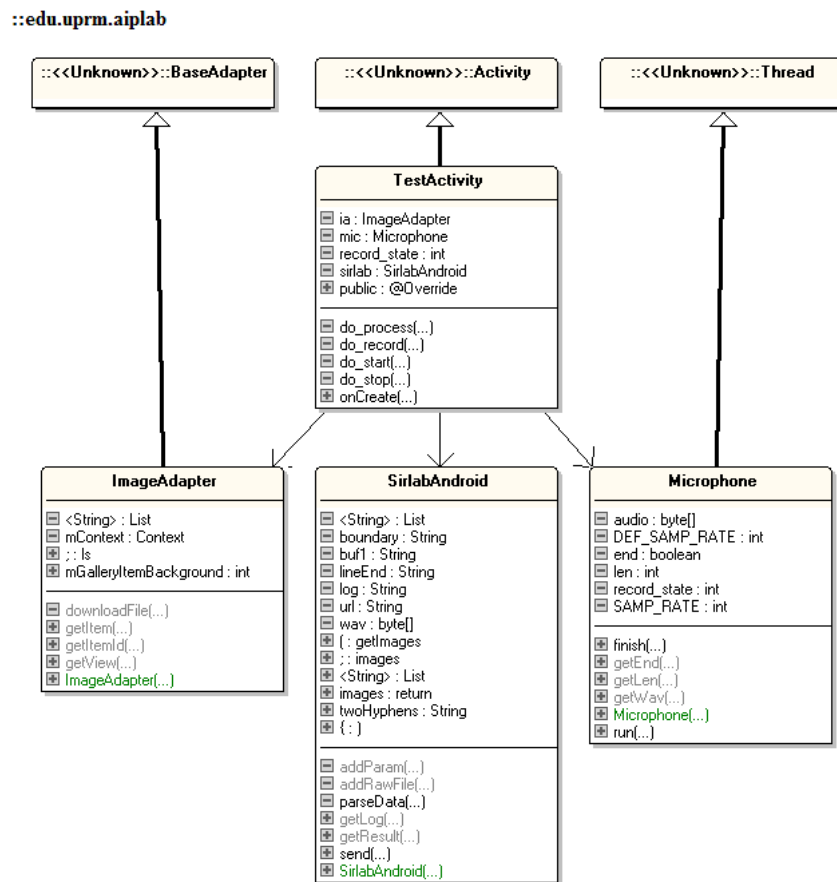 ::edu.uprm.aiplab
::<<Unknown>>::BaseAdapter
::<<Unknown>>::Activity
::<<Unknown>>::Thread
TestActivity
ia : ImageAdapter
mic : Microphone
record_state : int
sirlab : SirlabAndroid
public : @Override
do_process(...)
do_record(...)
do_start(...)
do_stop(...)
onCreate(...)
ImageAdapter
<String> : List
mContext : Context
; : ls
mGalleryItemBackground : int
downloadFile(...)
getItem(...)
getItemId(...)
getView(...)
ImageAdapter(...)
SirlabAndroid
<String> : List
boundary : String
buf1 : String
lineEnd : String
log : String
url : String
wav : byte[]
( : getImages
; : images
<String> : List
images : return
twoHyphens : String
{ : )
addParam(...)
addRawFile(...)
parseData(...)
getLog(...)
getResult(...)
send(...)
SirlabAndroid(...)
Microphone
audio : byte[]
DEF_SAMP_RATE : int
end : boolean
len : int
record_state : int
SAMP_RATE : int
finish(...)
getEnd(...)
getLen(...)
getWav(...)
Microphone(...)
run(...)